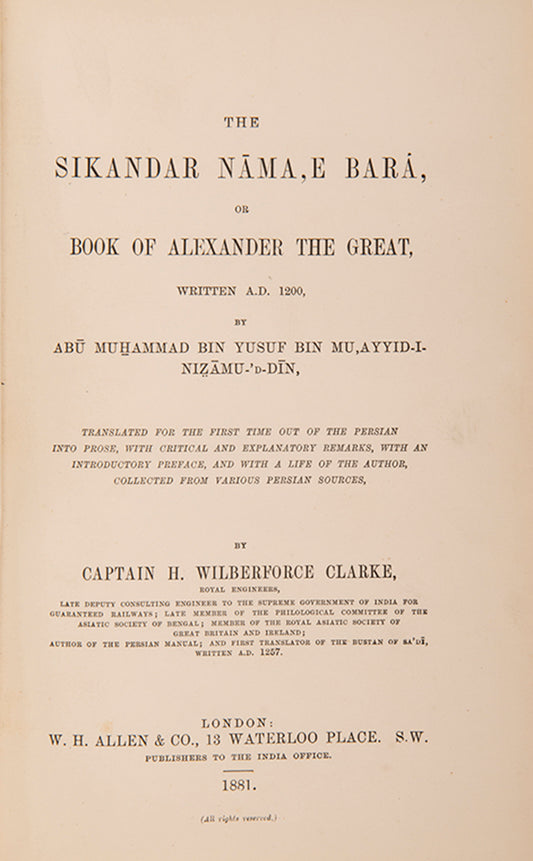 THE
SIKANDAR NĀMA,E BARÁ,
OR
BOOK OF ALEXANDER THE GREAT,
WRITTEN A.D. 1200,
BY
ABŪ MUḤAMMAD BIN YUSUF BIN MU,AYYID-I-
NIẒĀMU-'D-DĪN,
TRANSLATED FOR THE FIRST TIME OUT OF THE PERSIAN
INTO PROSE, WITH CRITICAL AND EXPLANATORY REMARKS, WITH AN
INTRODUCTORY PREFACE, AND WITH A LIFE OF THE AUTHOR,
COLLECTED FROM VARIOUS PERSIAN SOURCES,
BY
CAPTAIN H. WILBERFORCE CLARKE,
ROYAL ENGINEERS,
LATE DEPUTY CONSULTING ENGINEER TO THE SUPREME GOVERNMENT OF INDIA FOR
GUARANTEED RAILWAYS; LATE MEMBER OF THE PHILOLOGICAL COMMITTEE OF THE
ASIATIC SOCIETY OF BENGAL; MEMBER OF THE ROYAL ASIATIC SOCIETY OF
GREAT BRITAIN AND IRELAND;
AUTHOR OF THE PERSIAN MANUAL; AND FIRST TRANSLATOR OF THE BUSTAN OF SA'DĪ,
WRITTEN A.D. 1257.
LONDON:
W. H. ALLEN & CO., 13 WATERLOO PLACE. S.W.
PUBLISHERS TO THE INDIA OFFICE.
1881.
(All rights reserved.)